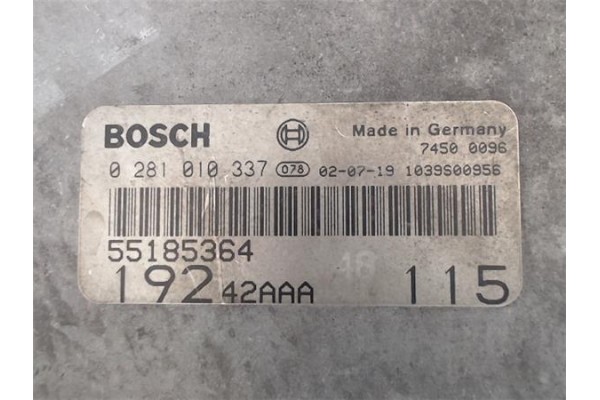 BOSCH Made in Germany
7450 0096
0 281 010 337 078 02-07-19 1039S00956
55185364
18
192 42AAA 115